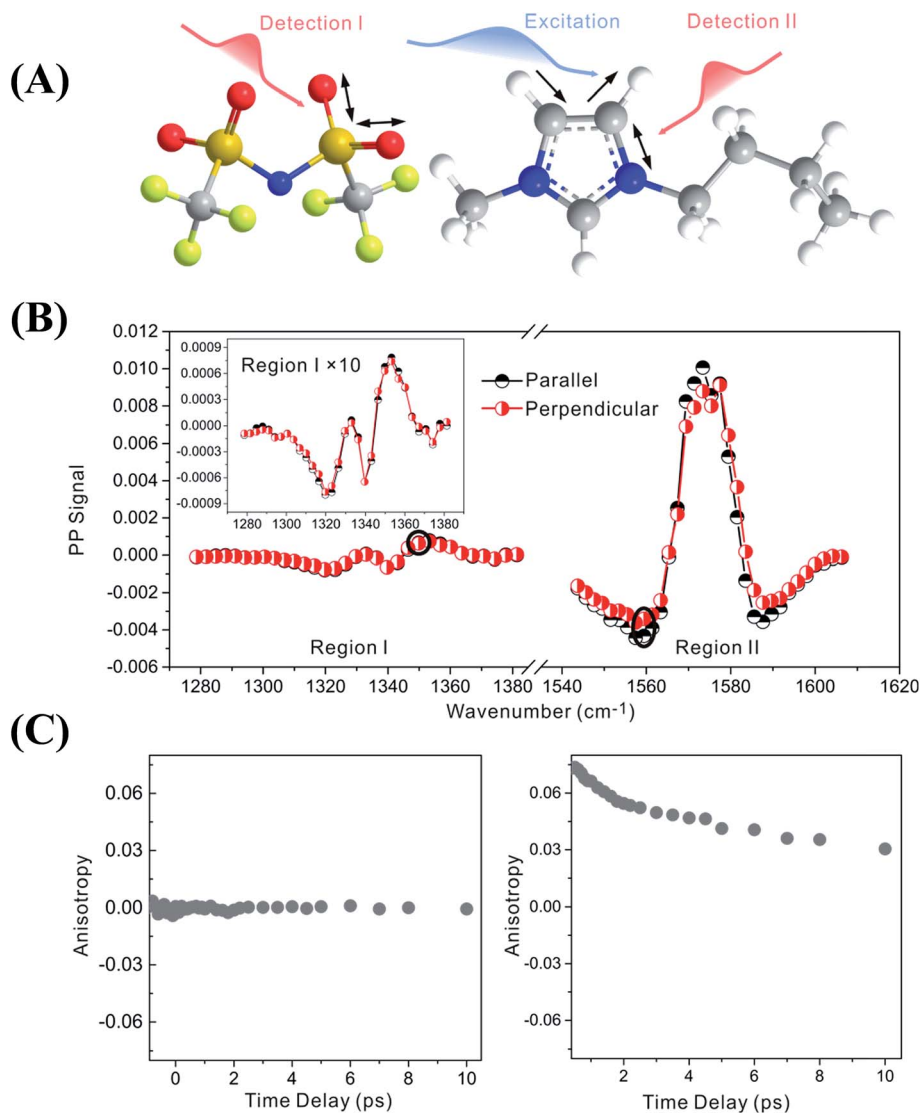 Detection I
Excitation
Detection II
(A)
(B)
0.012
0.010
0.008
0.006
0.004
0.002
0.000
-0.002
-0.004
-0.006
PP Signal
0.0009
0.0006
0.0003
0.0000
-0.0003
-0.0006
-0.0009
Region I ×10
1280 1300 1320 1340 1360 1380
Parallel
Perpendicular
Region I
Region II
1280 1300 1320 1340 1360 1381 1540 1560 1580 1600 1620
Wavenumber (cm-1)
(C)
0.06
0.03
0.00
-0.03
-0.06
Anisotropy
0 2 4 6 8 10
Time Delay (ps)
0.06
0.03
0.00
-0.03
-0.06
Anisotropy
2 4 6 8 10
Time Delay (ps)